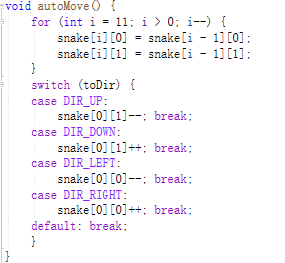 void autoMove() {
    for (int i = 11; i > 0; i--) {
        snake[i][0] = snake[i - 1][0];
        snake[i][1] = snake[i - 1][1];
    }
    switch (toDir) {
    case DIR_UP:
        snake[0][1]--; break;
    case DIR_DOWN:
        snake[0][1]++; break;
    case DIR_LEFT:
        snake[0][0]--; break;
    case DIR_RIGHT:
        snake[0][0]++; break;
    default: break;
    }
}